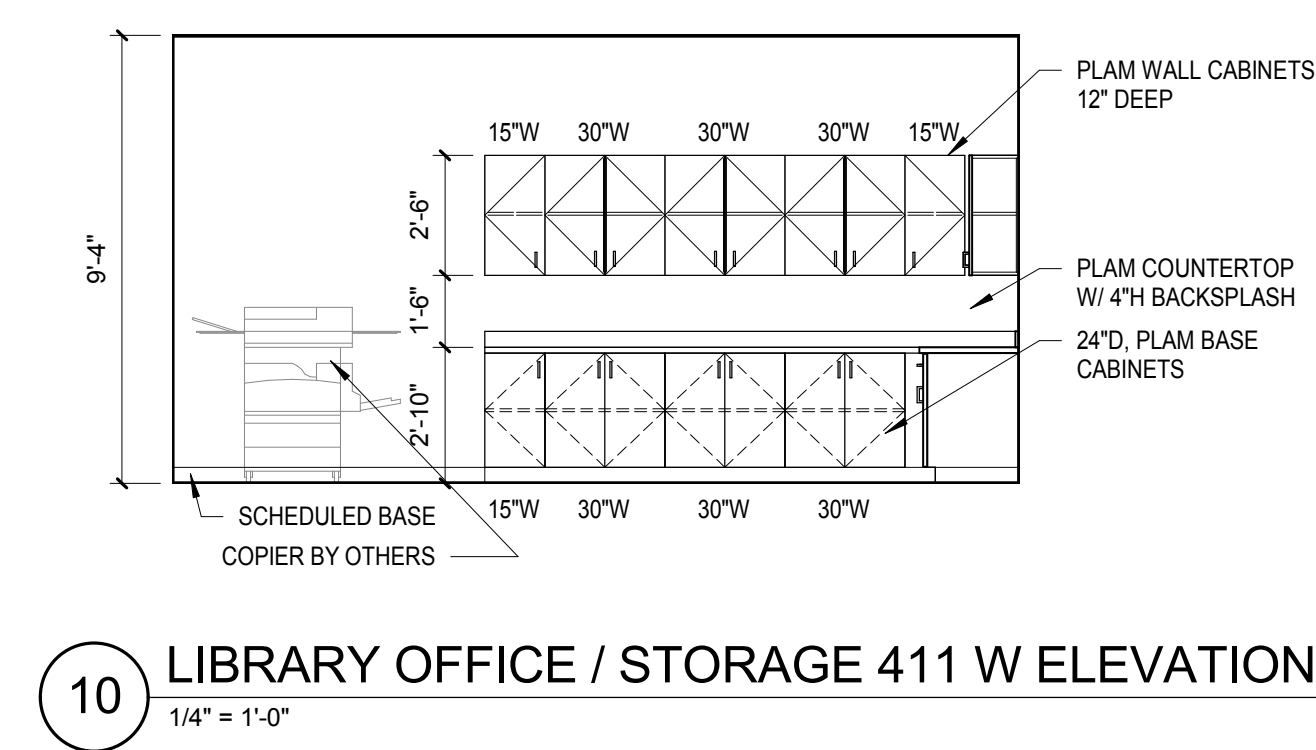 PLAM WALL CABINETS
12" DEEP
15"W 30"W 30"W 30"W 15"W
2'-6"
9'-4"
1'-6"
PLAM COUNTERTOP
W/ 4"H BACKSPLASH
24"D, PLAM BASE
CABINETS
2'-10"
15"W 30"W 30"W 30"W
SCHEDULED BASE
COPIER BY OTHERS
10
LIBRARY OFFICE / STORAGE 411 W ELEVATION
1/4" = 1'-0"